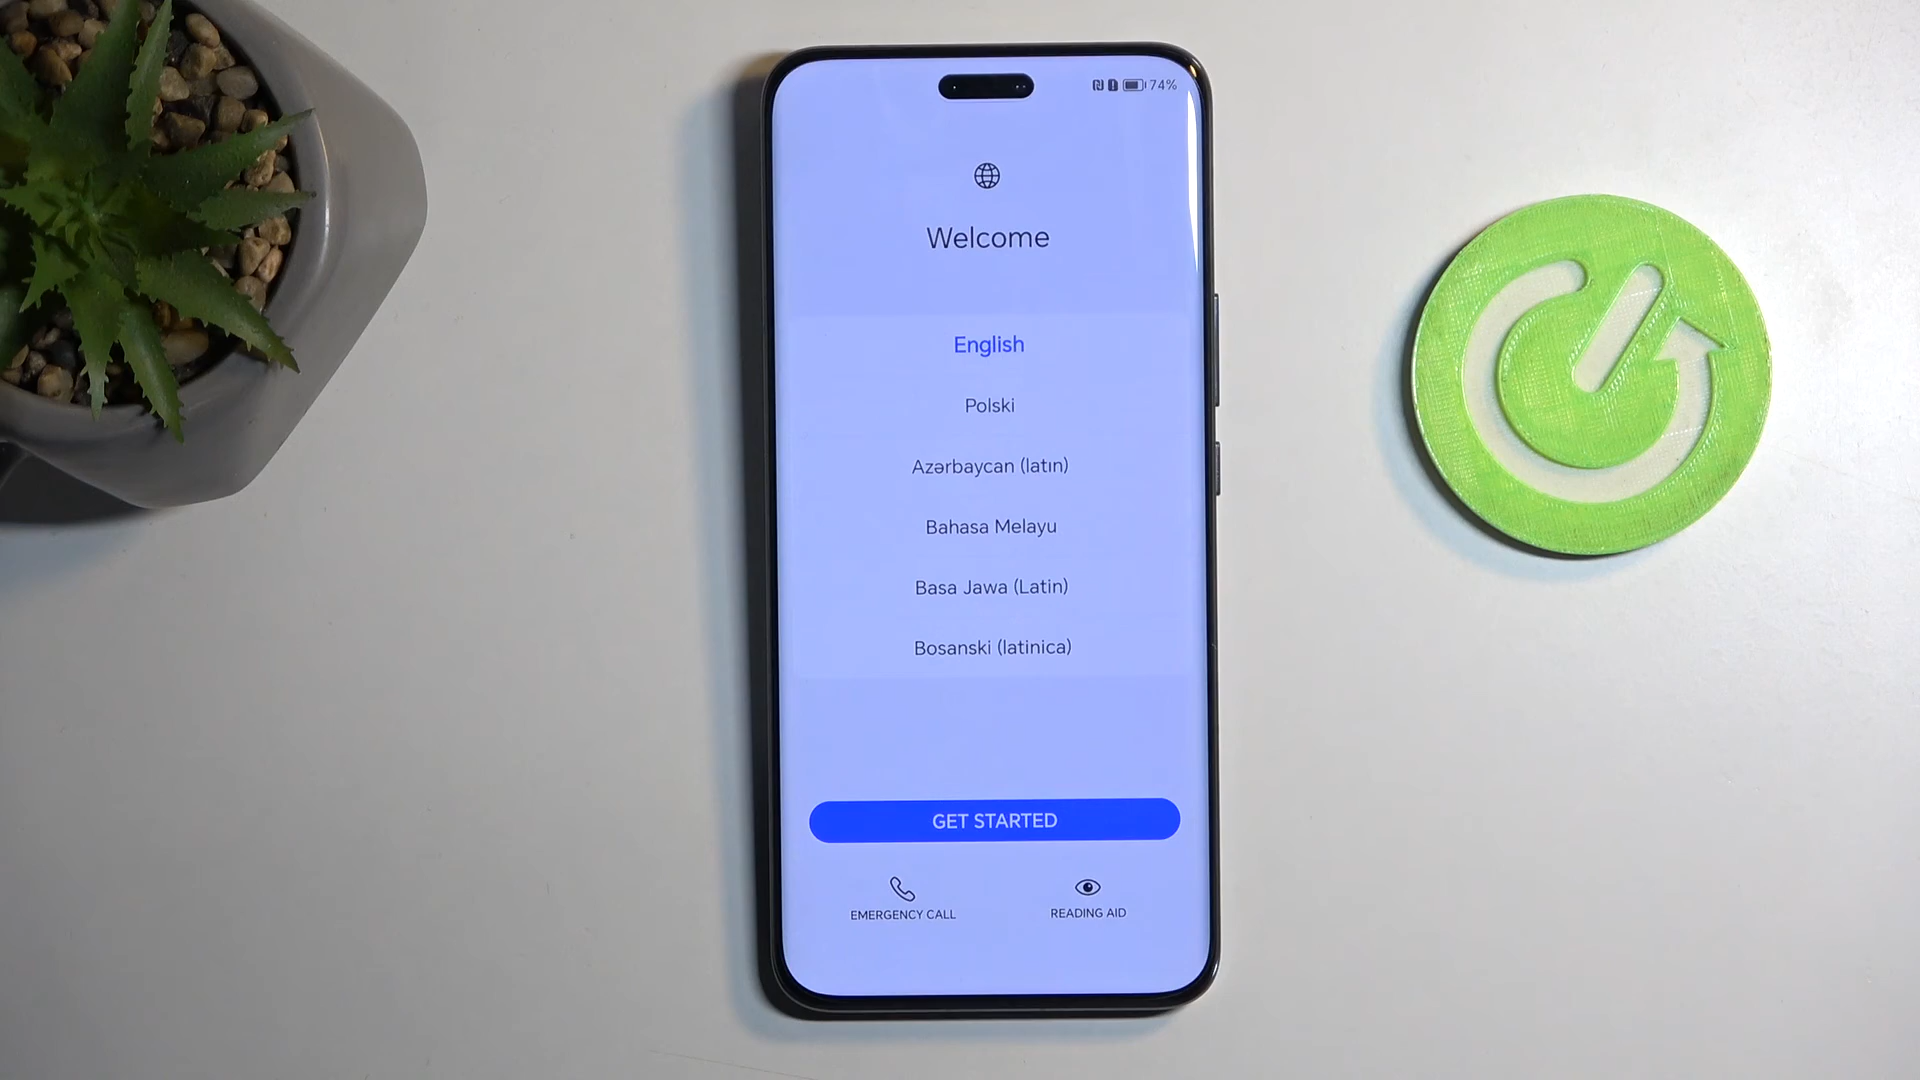 74%
Welcome
English
Polski
Azərbaycan (latın)
Bahasa Melayu
Basa Jawa (Latin)
Bosanski (latinica)
GET STARTED
EMERGENCY CALL
READING AID